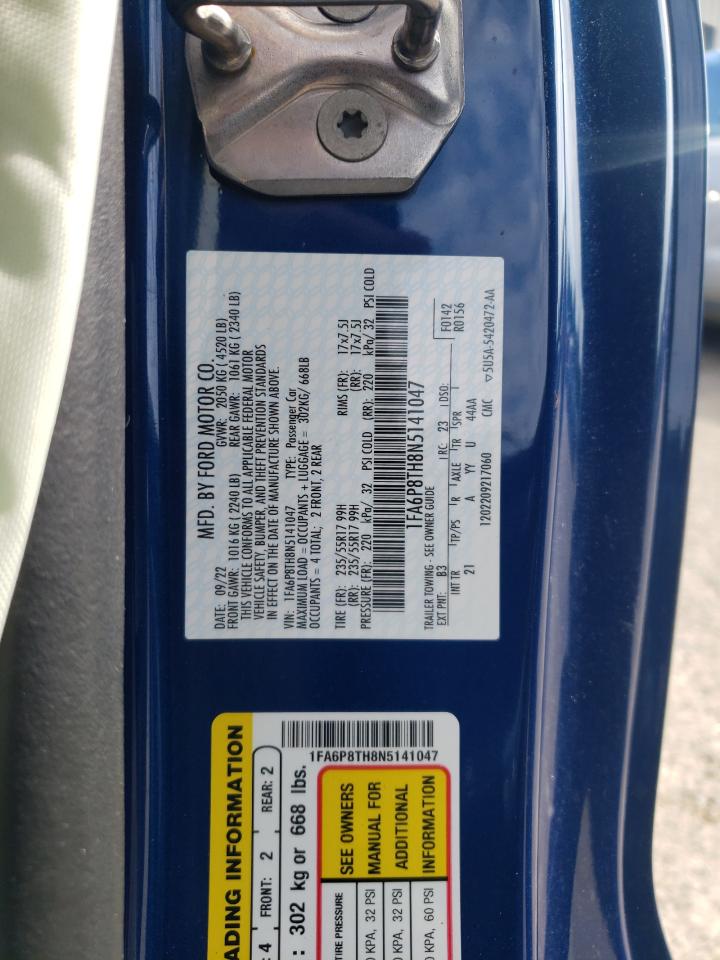 MFD. BY FORD MOTOR CO.
DATE: 09/22 GVWR: 2050 KG ( 4520 LB)
FRONT GAWR: 1016 KG ( 2240 LB) REAR GAWR: 1061 KG ( 2340 LB)
THIS VEHICLE CONFORMS TO ALL APPLICABLE FEDERAL MOTOR
VEHICLE SAFETY, BUMPER, AND THEFT PREVENTION STANDARDS
IN EFFECT ON THE DATE OF MANUFACTURE SHOWN ABOVE.
VIN: 1FA6P8TH8N5141047 TYPE: Passenger Car
MAXIMUM LOAD = OCCUPANTS + LUGGAGE = 302KG/ 668LB
OCCUPANTS = 4 TOTAL; 2 FRONT, 2 REAR
TIRE (FR): 235/55R17 99H RIMS (FR): 17x7.5J
(RR): 235/55R17 99H (RR): 17x7.5J
PRESSURE (FR): 220 kPa/ 32 PSI COLD (RR): 220 kPa/ 32 PSI COLD
1FA6P8TH8N5141047
TRAILER TOWING - SEE OWNER GUIDE
F0142
EXT PNT: B3 RC: 23 DSO: R0156
INT TR TP/PS R AXLE TR SPR
21 A YY U 44AA
1202209217060 CMC ▽5U5A-5420472-AA
ADING INFORMATION
: 4 FRONT: 2 REAR: 2
: 302 kg or 668 lbs.
1FA6P8TH8N5141047
TIRE PRESSURE
0 KPA, 32 PSI
0 KPA, 32 PSI
0 KPA, 60 PSI
SEE OWNERS
MANUAL FOR
ADDITIONAL
INFORMATION